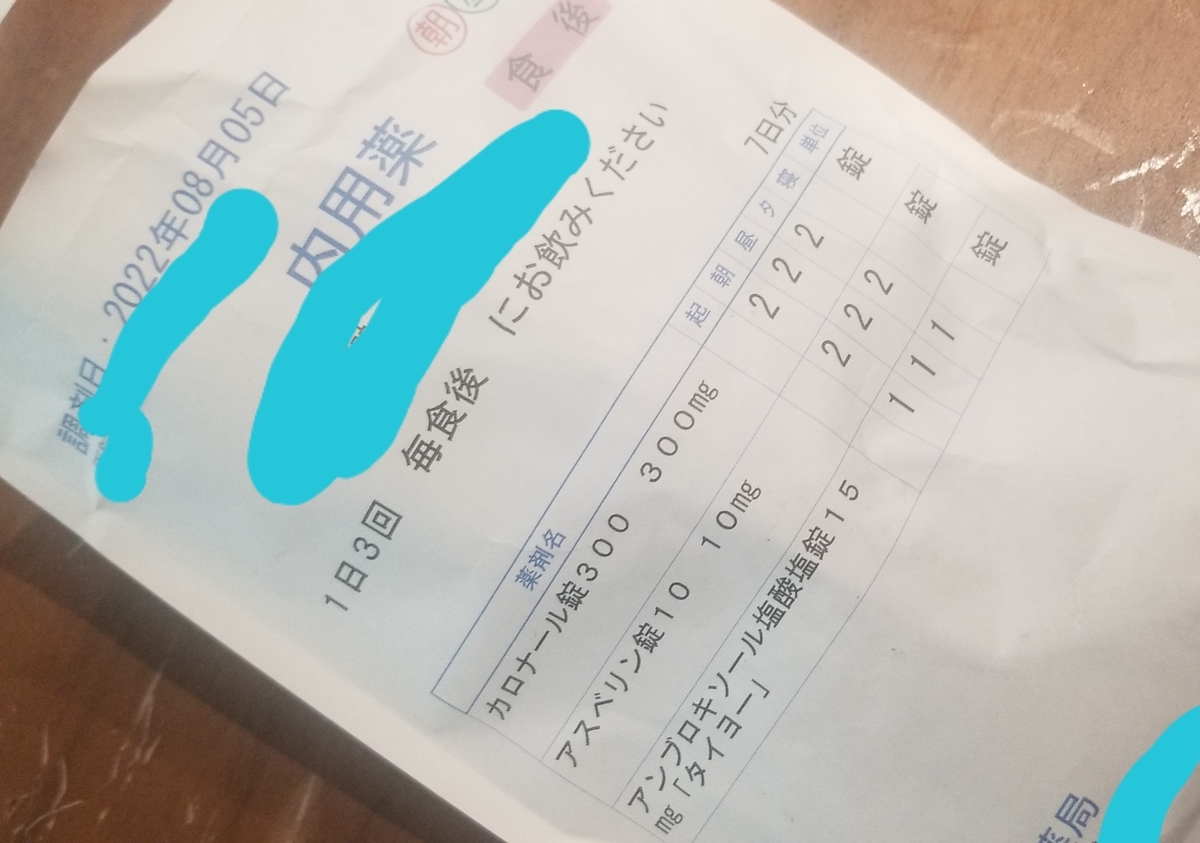 調剤日：2022年08月05日
朝
内用薬
食後
1日3回 毎食後 にお飲みください
7日分
薬剤名 起 朝 昼 夕 寝 単位
カロナール錠300 300mg 2 2 2 錠
アスベリン錠10 10mg 2 2 2 錠
アンブロキソール塩酸塩錠15 1 1 1 錠
mg「タイヨー」
薬局